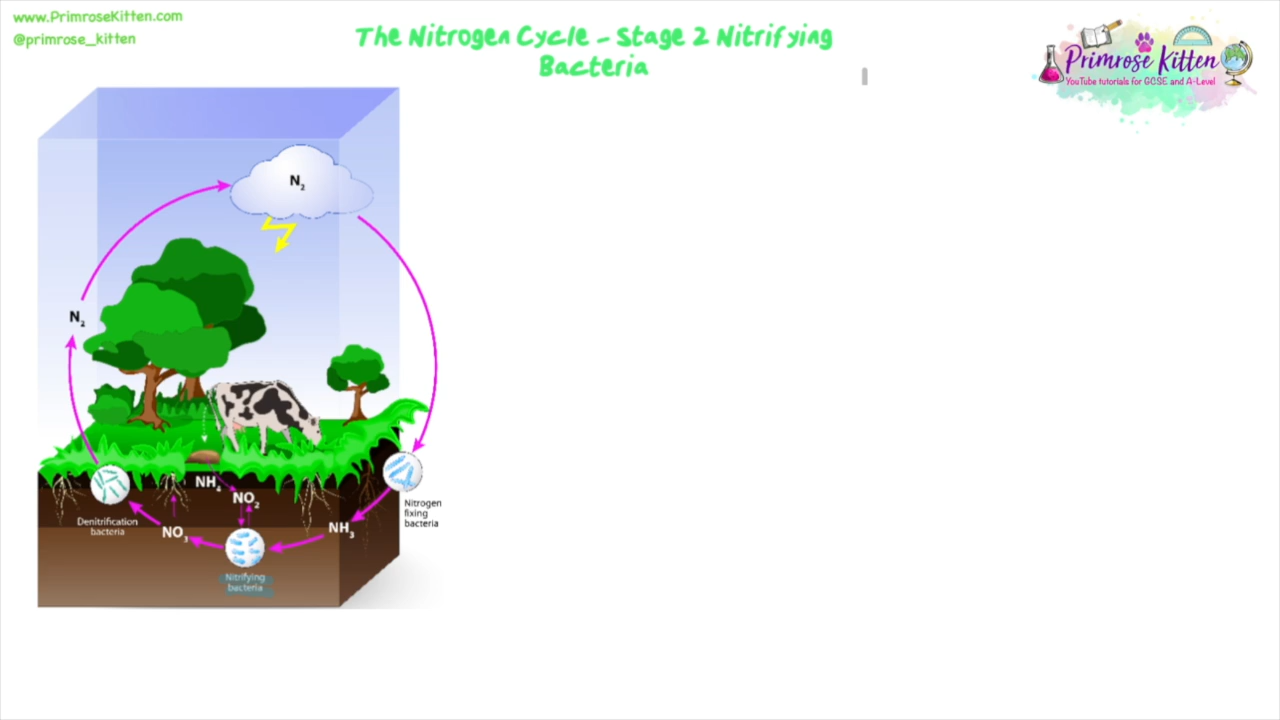 www.PrimroseKitten.com
@primrose_kitten
The Nitrogen Cycle - Stage 2 Nitrifying
Bacteria
Primrose Kitten
YouTube tutorials for GCSE and A-Level
N2
N2
NH4
NO2
Nitrogen
fixing
bacteria
Denitrification
bacteria
NO3
NH3
Nitrifying
bacteria